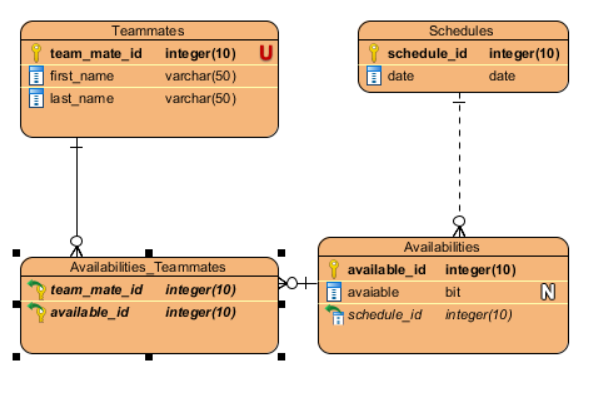 Teammates
team_mate_id integer(10) U
first_name varchar(50)
last_name varchar(50)
Schedules
schedule_id integer(10)
date date
Availabilities_Teammates
team_mate_id integer(10)
available_id integer(10)
Availabilities
available_id integer(10)
avaiable bit N
schedule_id integer(10)